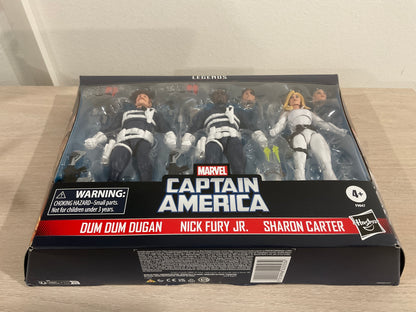 LEGENDS
MARVEL
CAPTAIN
AMERICA
WARNING:
CHOKING HAZARD-Small parts.
Not for children under 3 years.
4+
Hasbro
DUM DUM DUGAN NICK FURY JR. SHARON CARTER